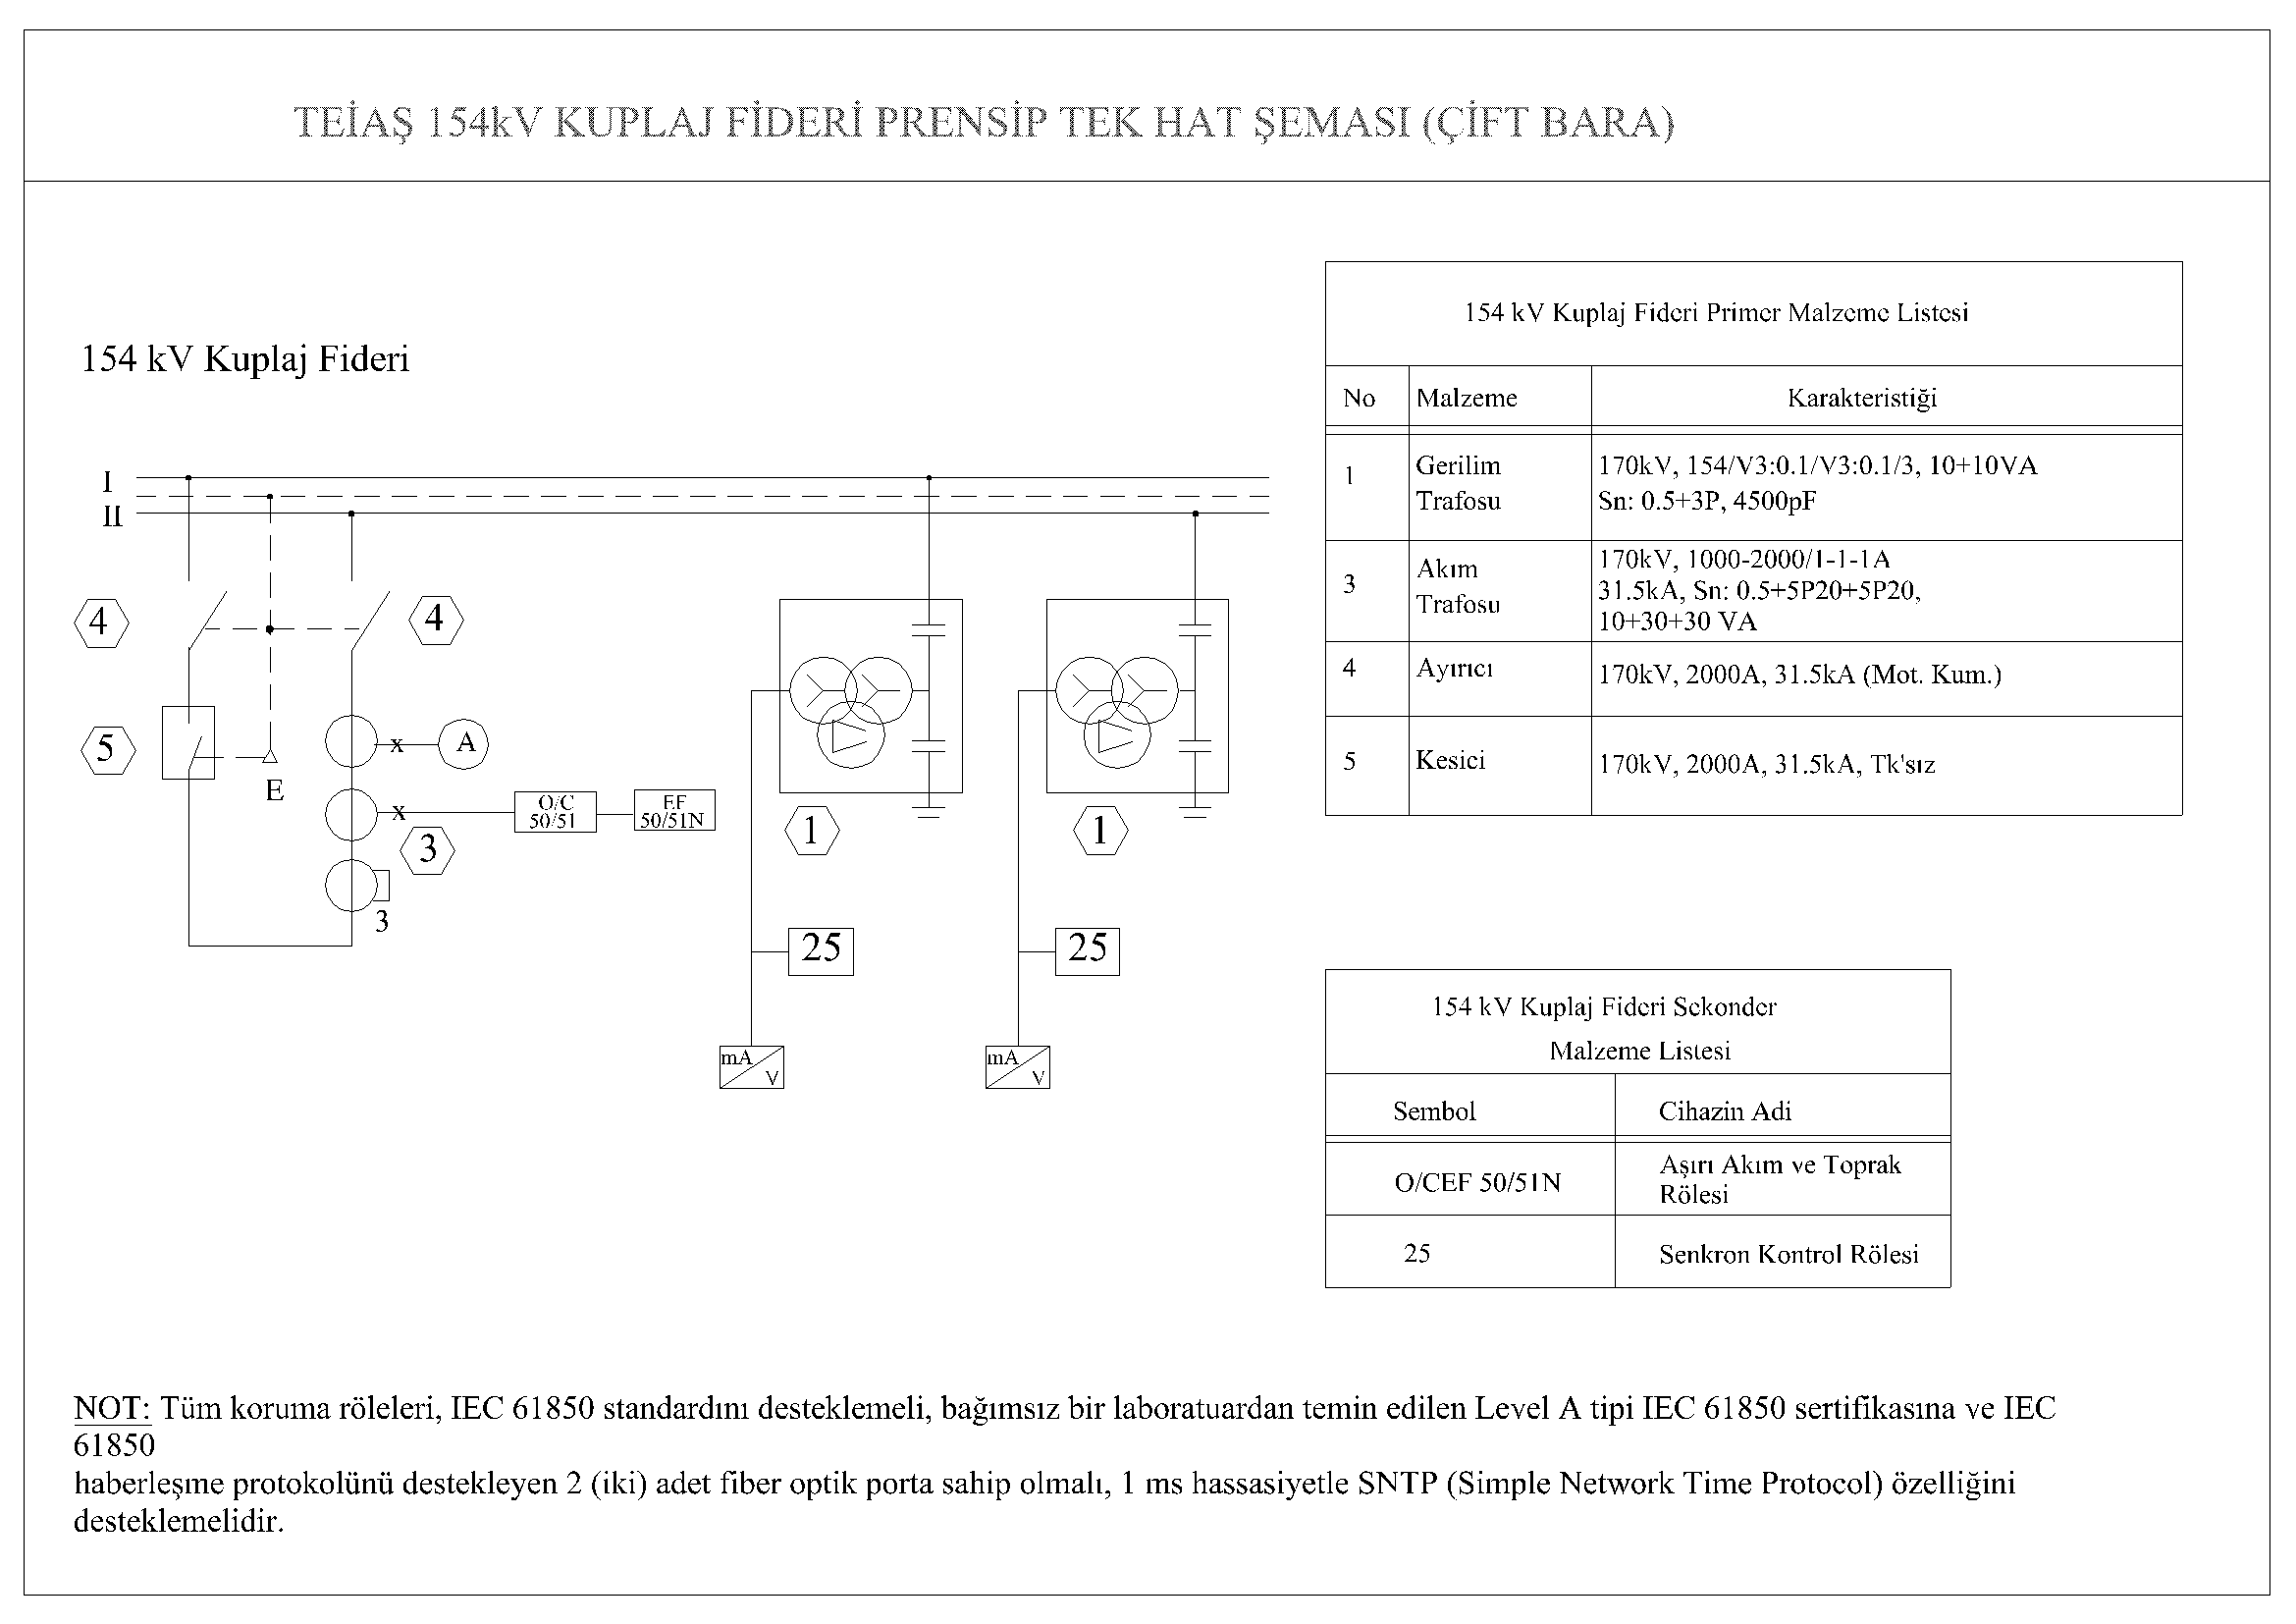 TEİAŞ 154kV KUPLAJ FİDERİ PRENSİP TEK HAT ŞEMASI (ÇİFT BARA)
154 kV Kuplaj Fideri
I
II
4
4
5
E
A
x
x
O/C
50/51
EF
50/51N
3
3
1
1
25
25
mA
V
mA
V
154 kV Kuplaj Fideri Primer Malzeme Listesi
No Malzeme Karakteristiği
1 Gerilim Trafosu
170kV, 154/V3:0.1/V3:0.1/3, 10+10VA
Sn: 0.5+3P, 4500pF
3 Akım Trafosu
170kV, 1000-2000/1-1-1A
31.5kA, Sn: 0.5+5P20+5P20,
10+30+30 VA
4 Ayırıcı 170kV, 2000A, 31.5kA (Mot. Kum.)
5 Kesici 170kV, 2000A, 31.5kA, Tk'sız
154 kV Kuplaj Fideri Sekonder
Malzeme Listesi
Sembol Cihazin Adi
O/CEF 50/51N Aşırı Akım ve Toprak
Rölesi
25 Senkron Kontrol Rölesi
NOT: Tüm koruma röleleri, IEC 61850 standardını desteklemeli, bağımsız bir laboratuardan temin edilen Level A tipi IEC 61850 sertifikasına ve IEC
61850
haberleşme protokolünü destekleyen 2 (iki) adet fiber optik porta sahip olmalı, 1 ms hassasiyetle SNTP (Simple Network Time Protocol) özelliğini
desteklemelidir.